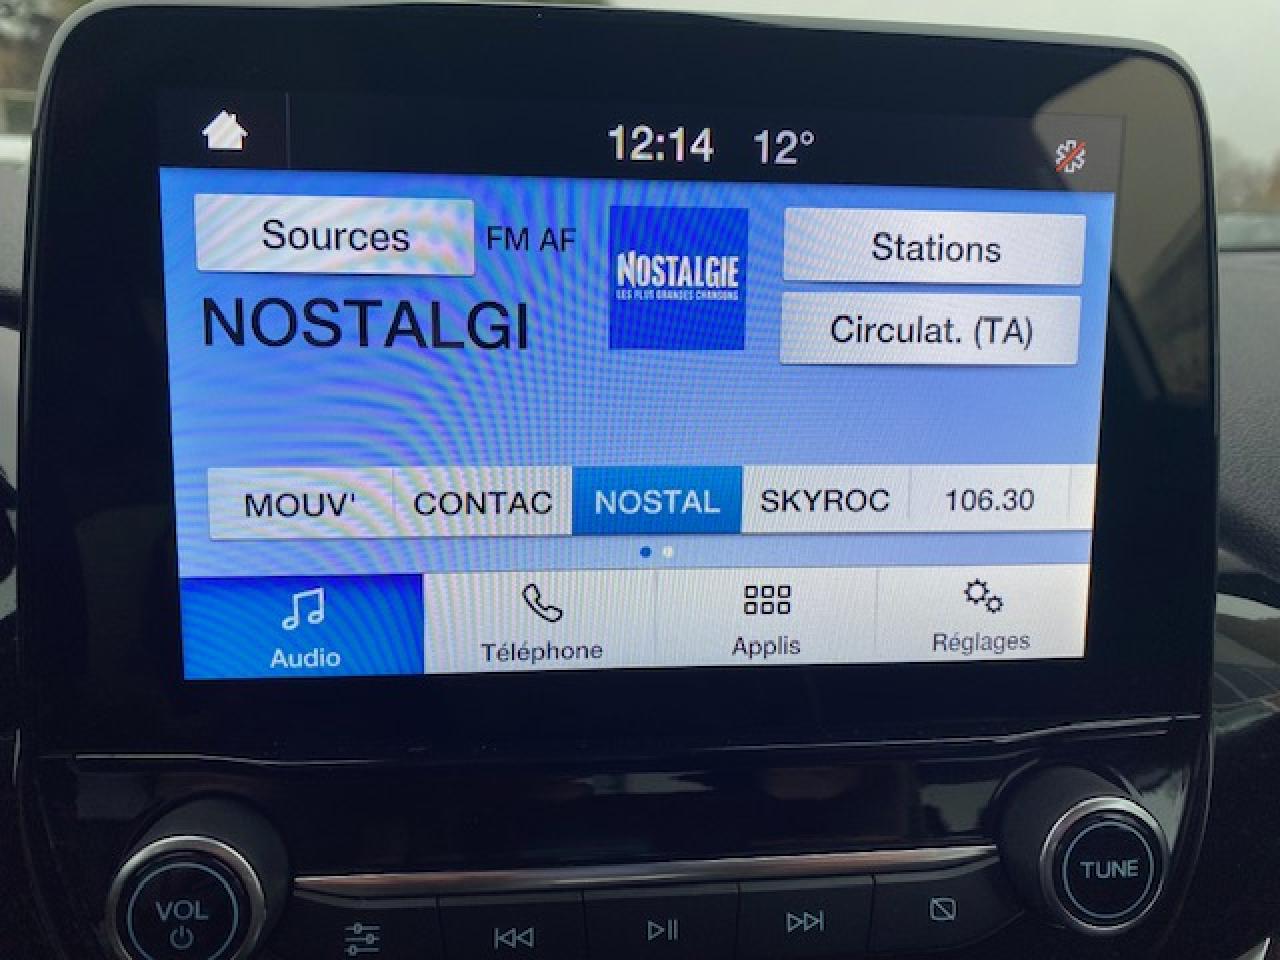 12:14 12°
Sources FM AF
NOSTALGIE
LES PLUS GRANDES CHANSONS
Stations
NOSTALGI
Circulat. (TA)
MOUV' CONTAC NOSTAL SKYROC 106.30
Audio Téléphone Applis Réglages
VOL
TUNE